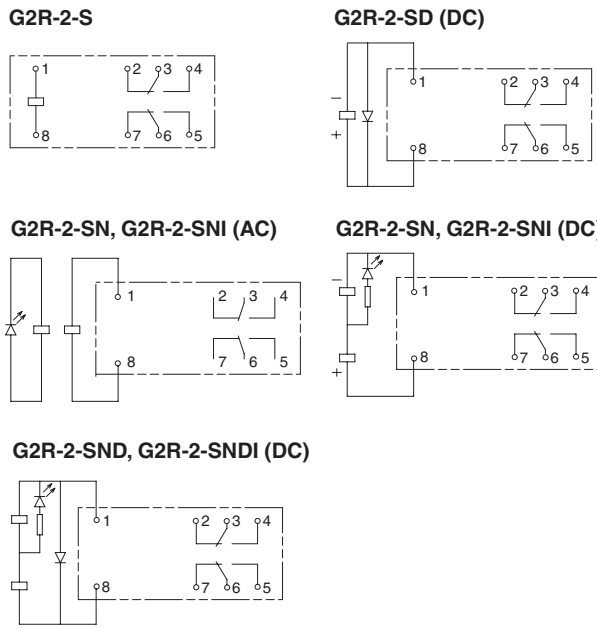 G2R-2-S
1 2 3 4
8 7 6 5
G2R-2-SD (DC)
−
+
1 2 3 4
8 7 6 5
G2R-2-SN, G2R-2-SNI (AC)
1 2 3 4
8 7 6 5
G2R-2-SN, G2R-2-SNI (DC)
−
+
1 2 3 4
8 7 6 5
G2R-2-SND, G2R-2-SNDI (DC)
1 2 3 4
8 7 6 5